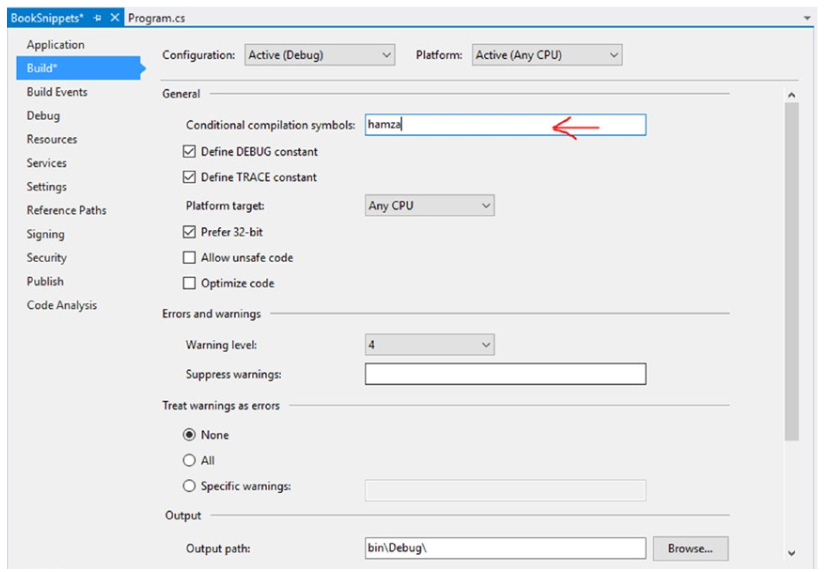 BookSnippets* Program.cs
Application
Build*
Build Events
Debug
Resources
Services
Settings
Reference Paths
Signing
Security
Publish
Code Analysis
Configuration: Active (Debug) Platform: Active (Any CPU)
General
Conditional compilation symbols: hamza
Define DEBUG constant
Define TRACE constant
Platform target: Any CPU
Prefer 32-bit
Allow unsafe code
Optimize code
Errors and warnings
Warning level: 4
Suppress warnings:
Treat warnings as errors
None
All
Specific warnings:
Output
Output path: bin\Debug\ Browse...